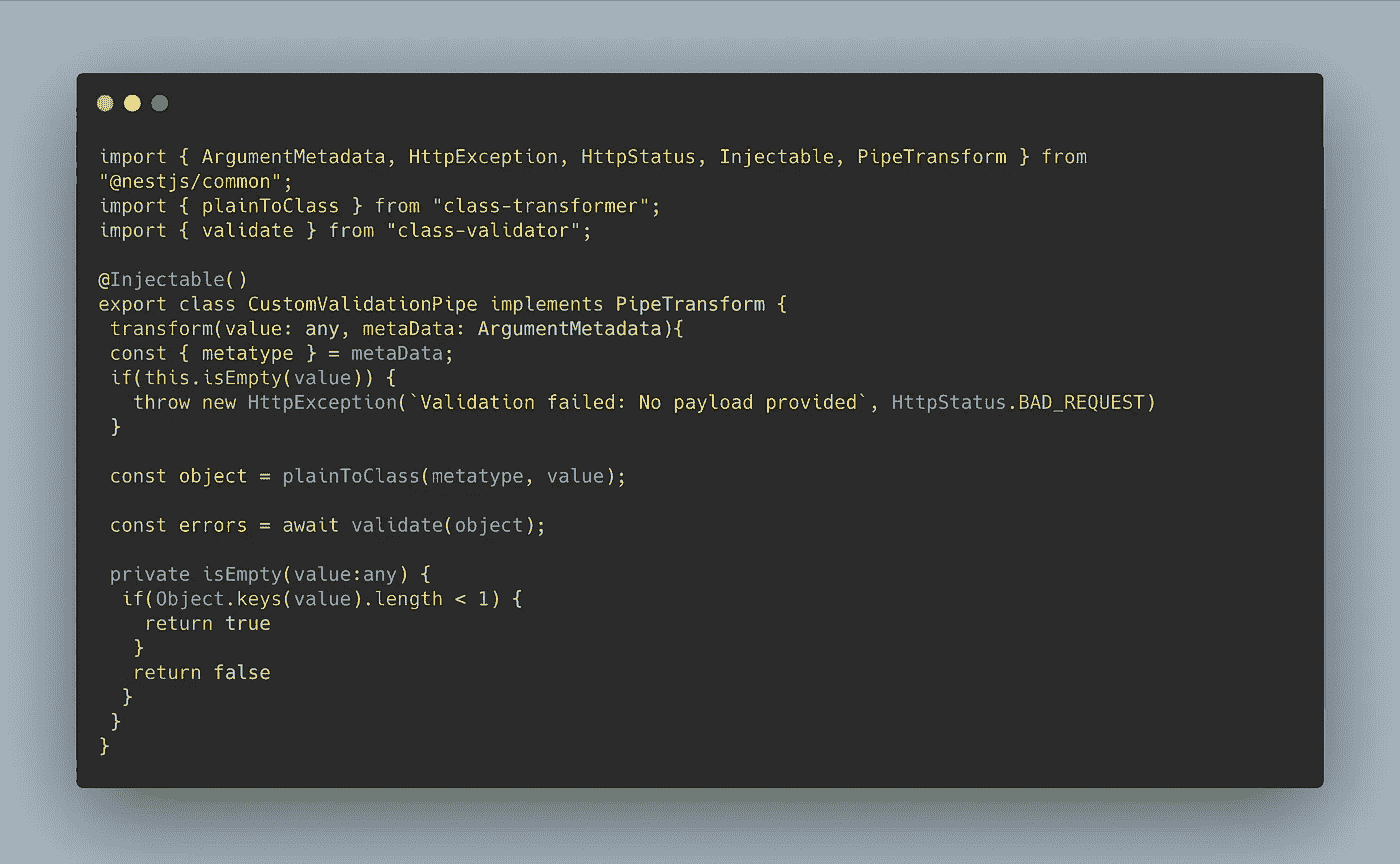 import { ArgumentMetadata, HttpException, HttpStatus, Injectable, PipeTransform } from
"@nestjs/common";
import { plainToClass } from "class-transformer";
import { validate } from "class-validator";

@Injectable()
export class CustomValidationPipe implements PipeTransform {
 transform(value: any, metaData: ArgumentMetadata){
 const { metatype } = metaData;
 if(this.isEmpty(value)) {
   throw new HttpException(`Validation failed: No payload provided`, HttpStatus.BAD_REQUEST)
 }

 const object = plainToClass(metatype, value);

 const errors = await validate(object);

 private isEmpty(value:any) {
  if(Object.keys(value).length < 1) {
    return true
   }
   return false
  }
 }
}